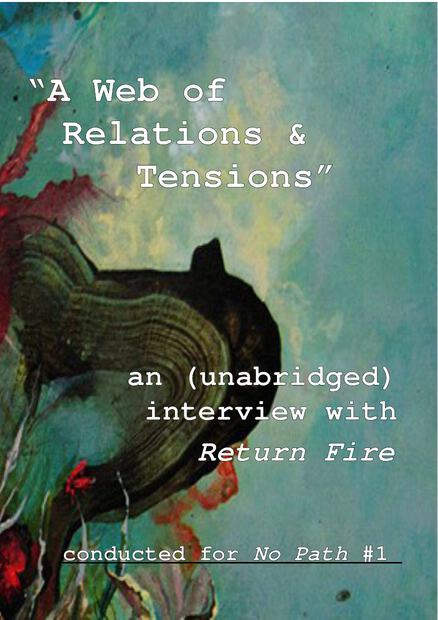 “A Web of
Relations &
Tensions”
an (unabridged)
interview with
Return Fire
conducted for No Path #1